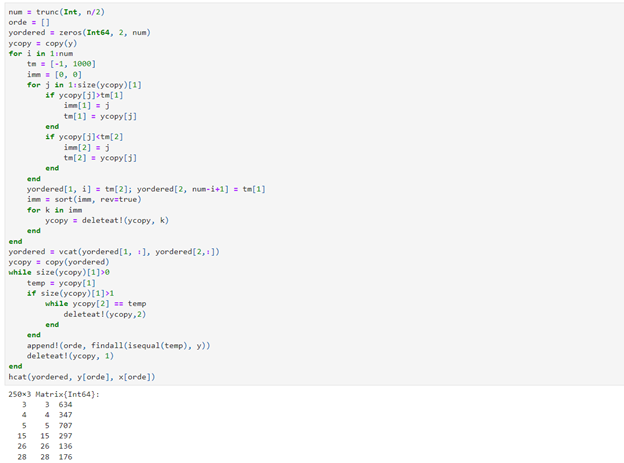 num = trunc(Int, n/2)
orde = []
yordered = zeros(Int64, 2, num)
ycopy = copy(y)
for i in 1:num
    tm = [-1, 1000]
    imm = [0, 0]
    for j in 1:size(ycopy)[1]
        if ycopy[j]>tm[1]
            imm[1] = j
            tm[1] = ycopy[j]
        end
        if ycopy[j]<tm[2]
            imm[2] = j
            tm[2] = ycopy[j]
        end
    end
    yordered[1, i] = tm[2]; yordered[2, num-i+1] = tm[1]
    imm = sort(imm, rev=true)
    for k in imm
        ycopy = deleteat!(ycopy, k)
    end
end
yordered = vcat(yordered[1, :], yordered[2,:])
ycopy = copy(yordered)
while size(ycopy)[1]>0
    temp = ycopy[1]
    if size(ycopy)[1]>1
        while ycopy[2] == temp
            deleteat!(ycopy,2)
        end
    end
    append!(orde, findall(isequal(temp), y))
    deleteat!(ycopy, 1)
end
hcat(yordered, y[orde], x[orde])
250×3 Matrix{Int64}:
3 3 634
4 4 347
5 5 707
15 15 297
26 26 136
28 28 176